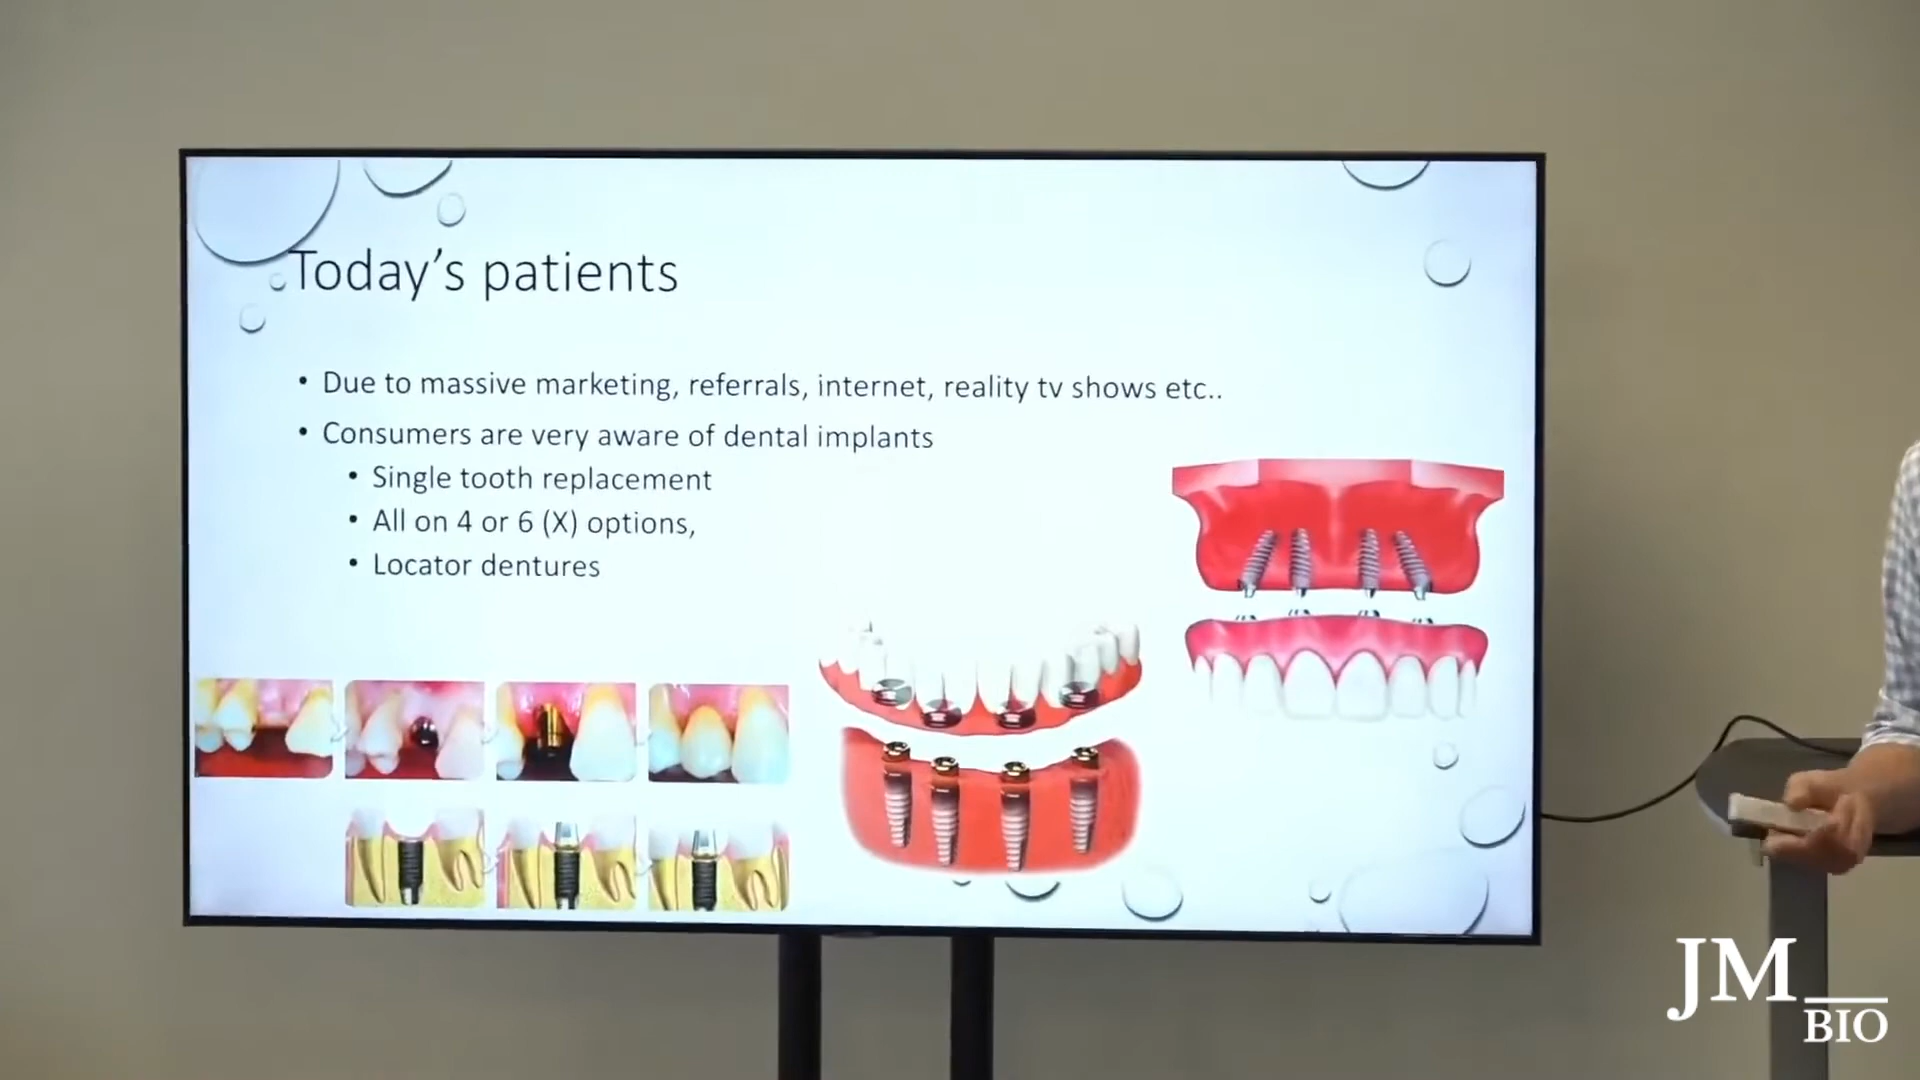 Today's patients
• Due to massive marketing, referrals, internet, reality tv shows etc..
• Consumers are very aware of dental implants
• Single tooth replacement
• All on 4 or 6 (X) options,
• Locator dentures
JM
BIO